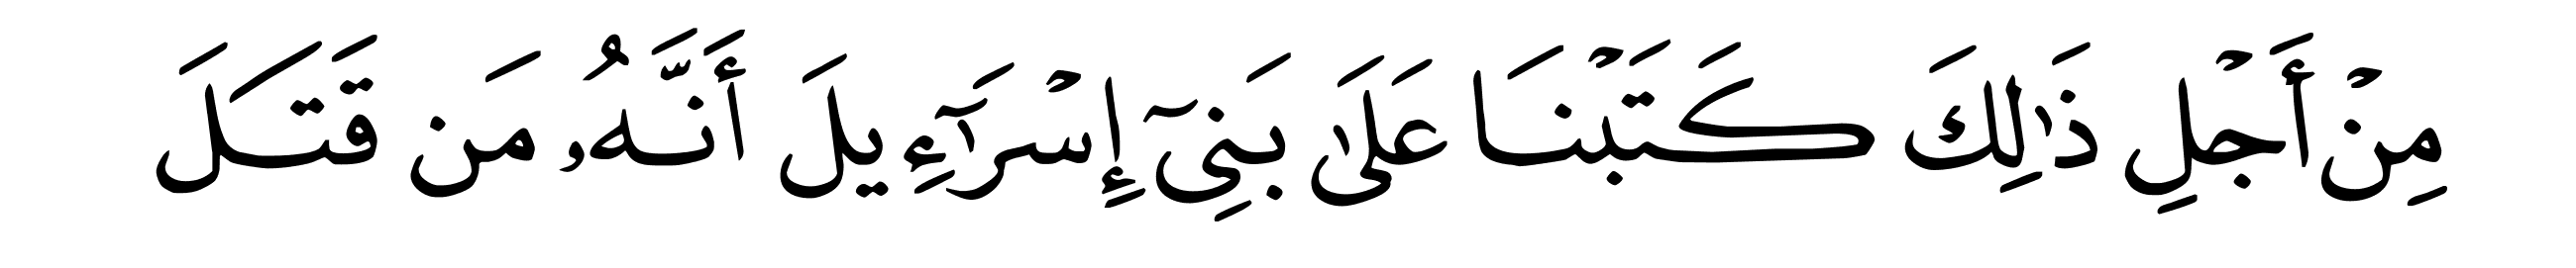 مِنْ أَجْلِ ذَٰلِكَ كَتَبْنَا عَلَىٰ بَنِىٓ إِسْرَٰٓءِيلَ أَنَّهُۥ مَن قَتَلَ